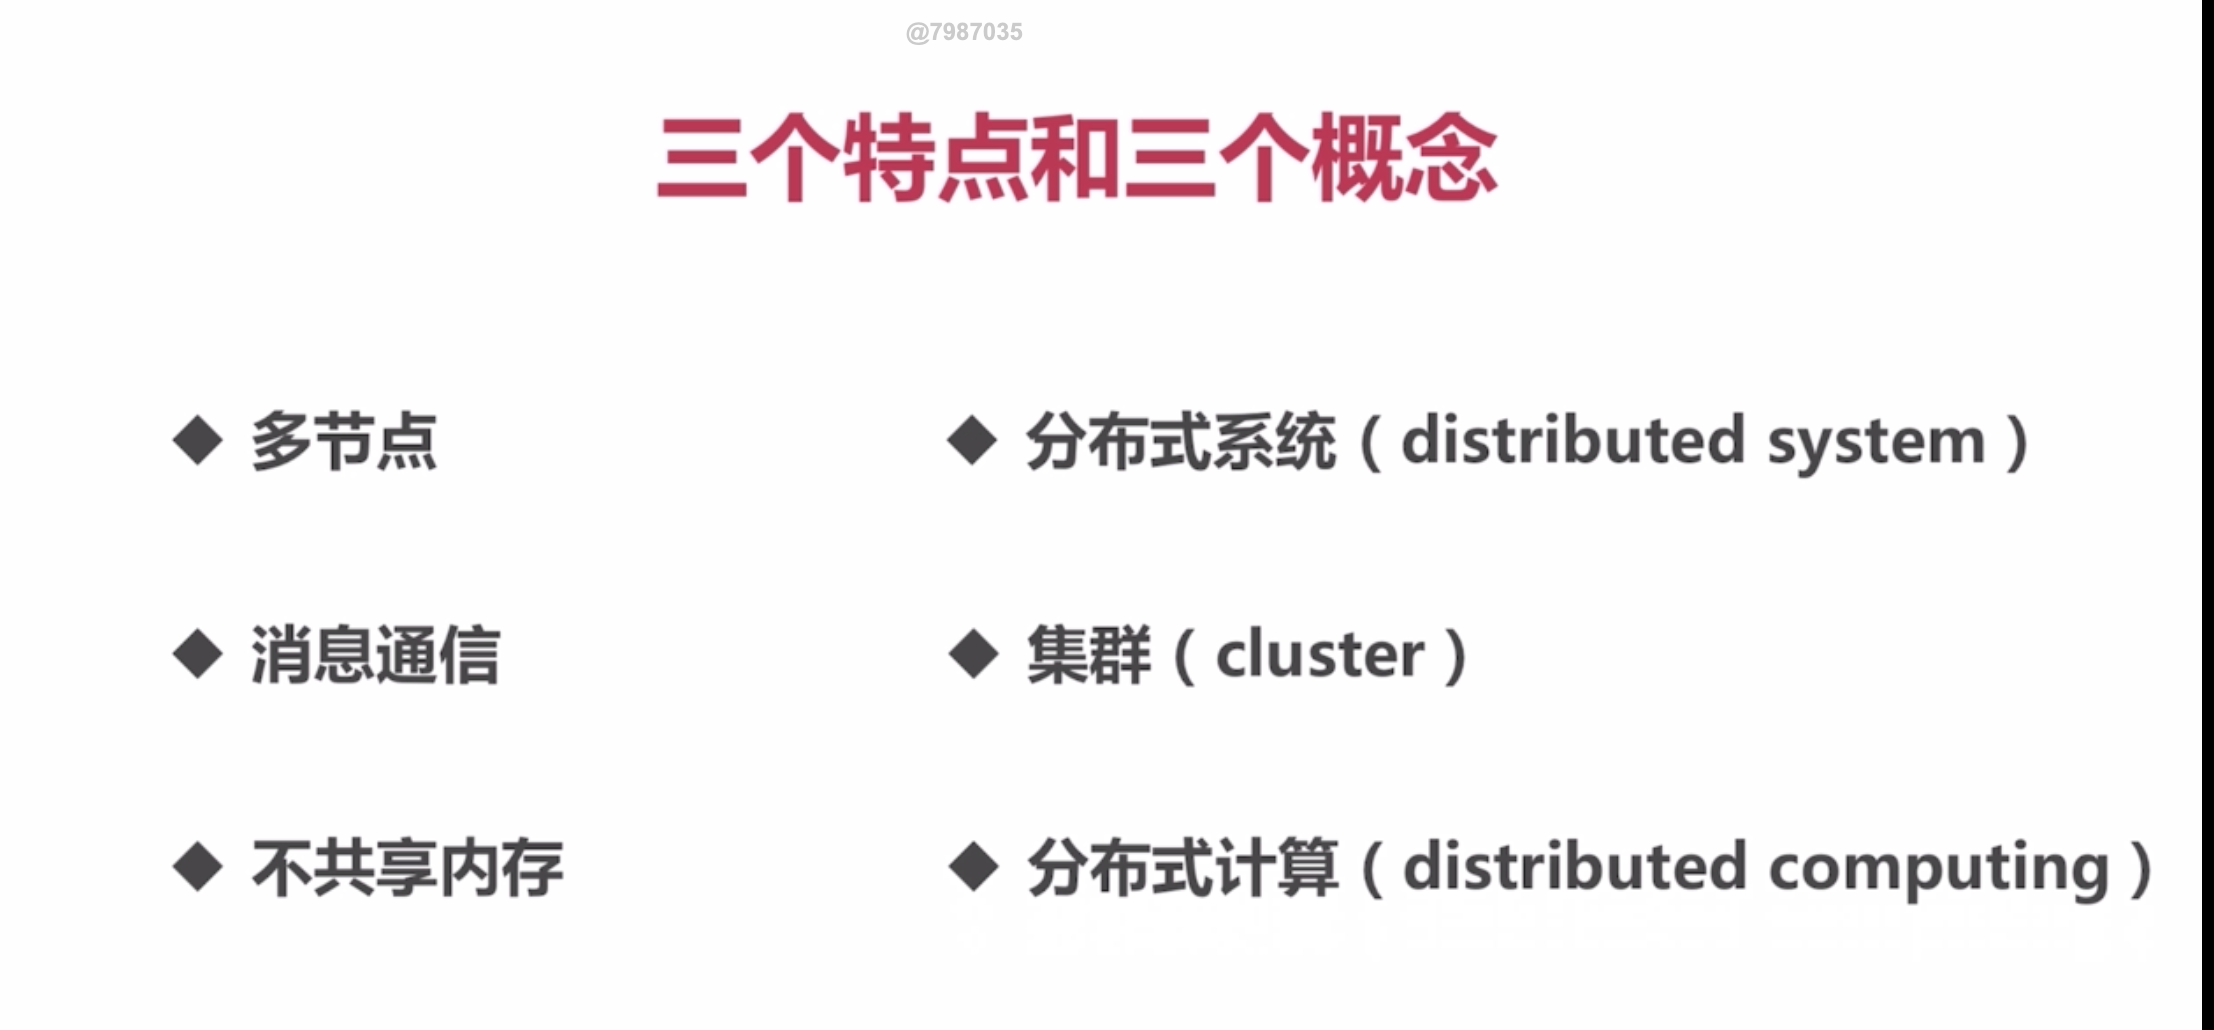 @7987035
三个特点和三个概念
◆ 多节点
◆ 分布式系统（distributed system）
◆ 消息通信
◆ 集群（cluster）
◆ 不共享内存
◆ 分布式计算（distributed computing）